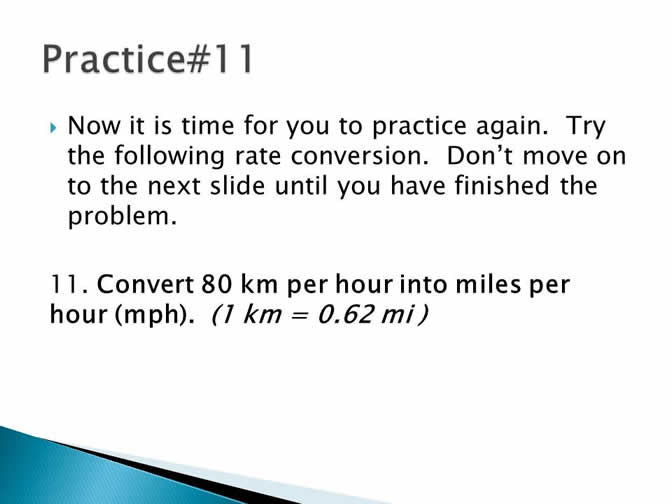 Practice#11
Now it is time for you to practice again.  Try
the following rate conversion.  Don’t move on
to the next slide until you have finished the
problem.
11. Convert 80 km per hour into miles per
hour (mph).  (1 km = 0.62 mi )